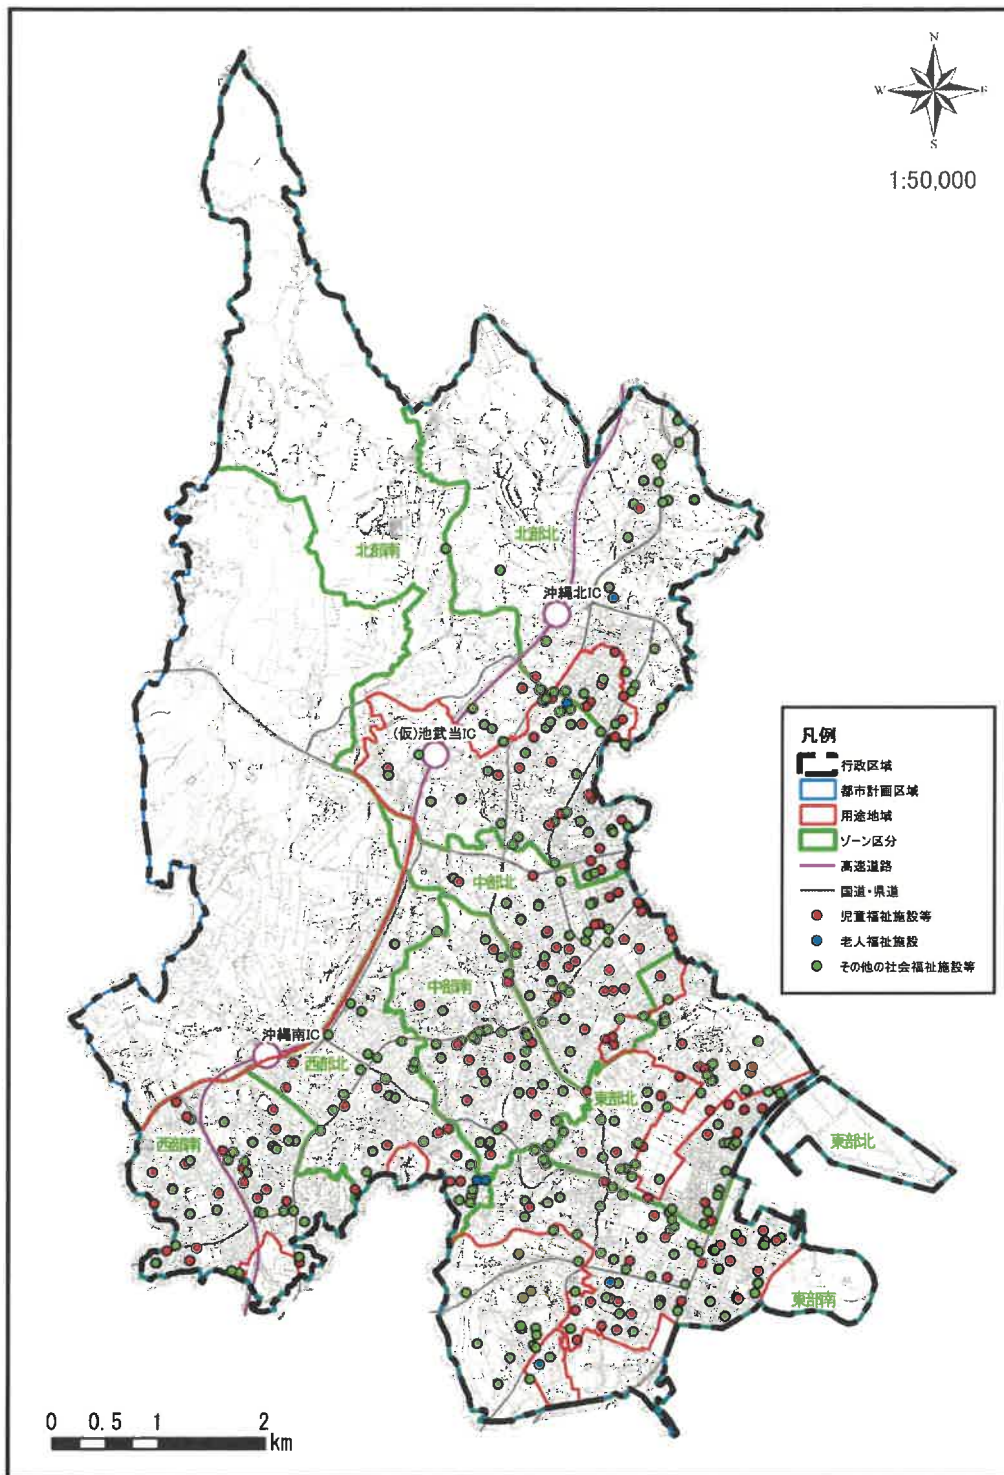 N
W
E
S
1:50,000
北部南
北部北
沖縄北IC
(仮)池武当IC
凡例
行政区域
都市計画区域
用途地域
ゾーン区分
高速道路
国道・県道
児童福祉施設等
老人福祉施設
その他の社会福祉施設等
中部北
中部南
沖縄南IC
西部北
東部北
東部北
西部南
東部南
0 0.5 1 2
km